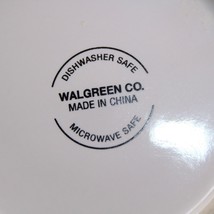 DISHWASHER SAFE
WALGREEN CO.
MADE IN CHINA
MICROWAVE SAFE